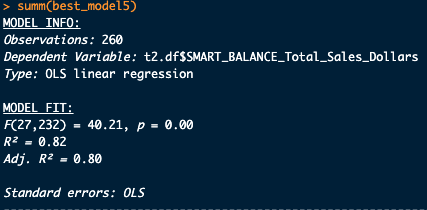 > summ(best_model5)
MODEL INFO:
Observations: 260
Dependent Variable: t2.df$SMART_BALANCE_Total_Sales_Dollars
Type: OLS linear regression
MODEL FIT:
F(27,232) = 40.21, p = 0.00
R² = 0.82
Adj. R² = 0.80
Standard errors: OLS